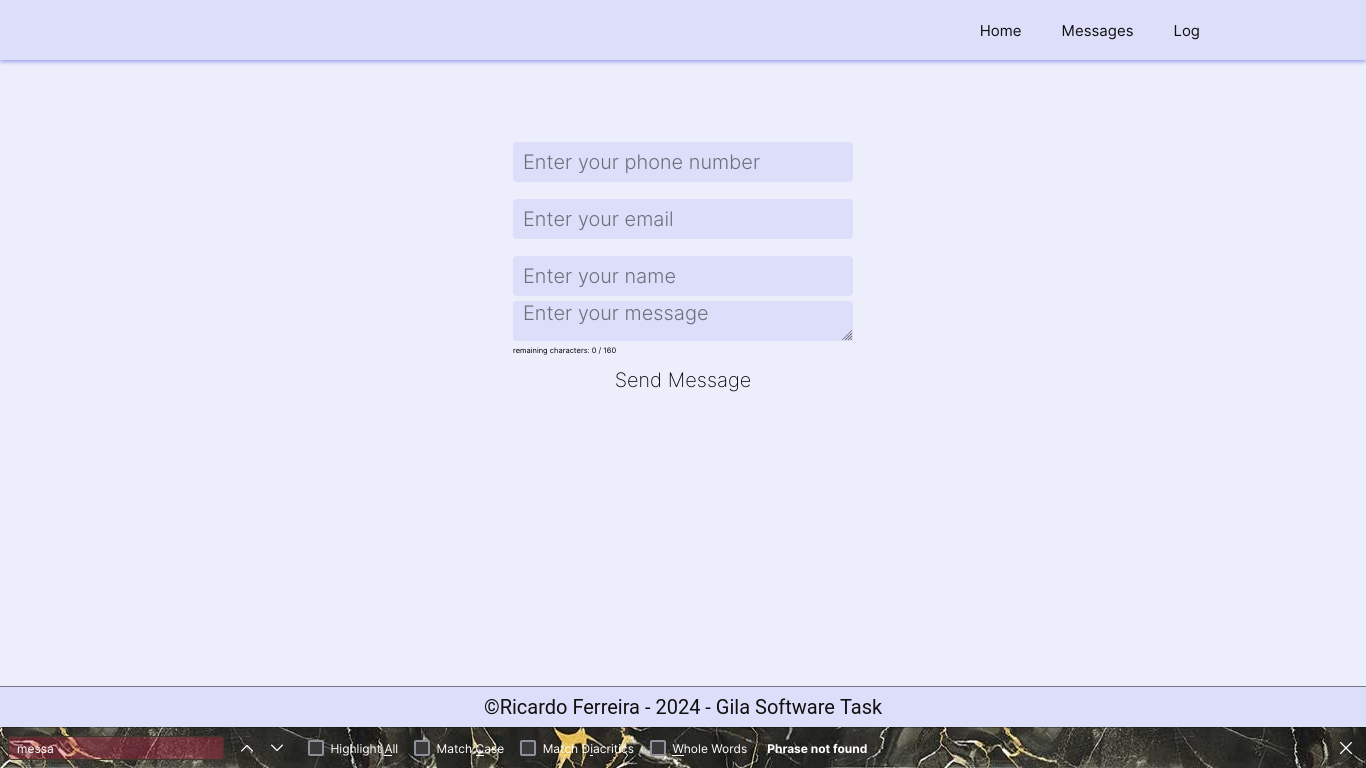 Home Messages Log
Enter your phone number
Enter your email
Enter your name
Enter your message
remaining characters: 0 / 160
Send Message
©Ricardo Ferreira - 2024 - Gila Software Task
messa Highlight All Match Case Match Diacritics Whole Words Phrase not found